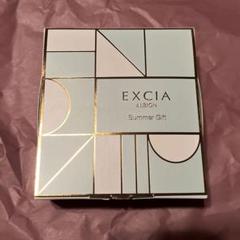 EXCIA
ALBION
Summer Gift